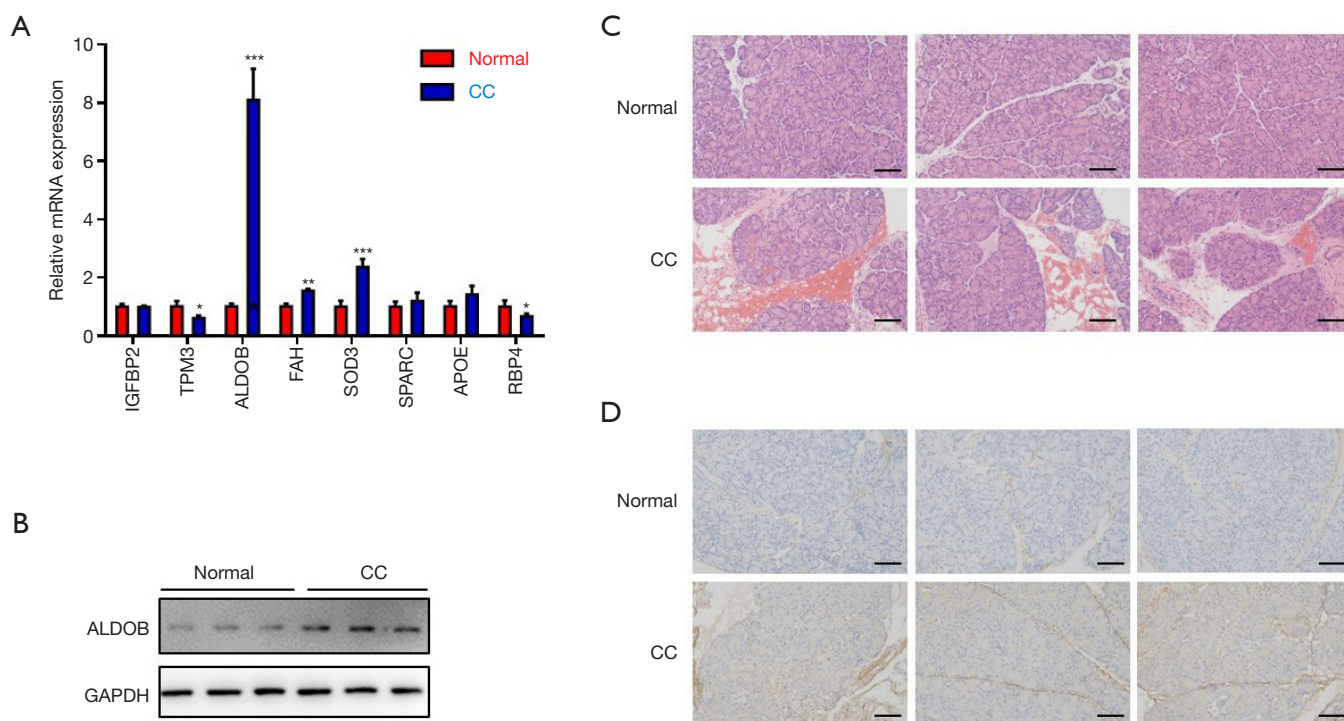 A
10
8
6
4
2
0
Relative mRNA expression
Normal
CC
***
*
**
***
*
IGFBP2
TPM3
ALDOB
FAH
SOD3
SPARC
APOE
RBP4
B
Normal CC
ALDOB
GAPDH
C
Normal
CC
D
Normal
CC